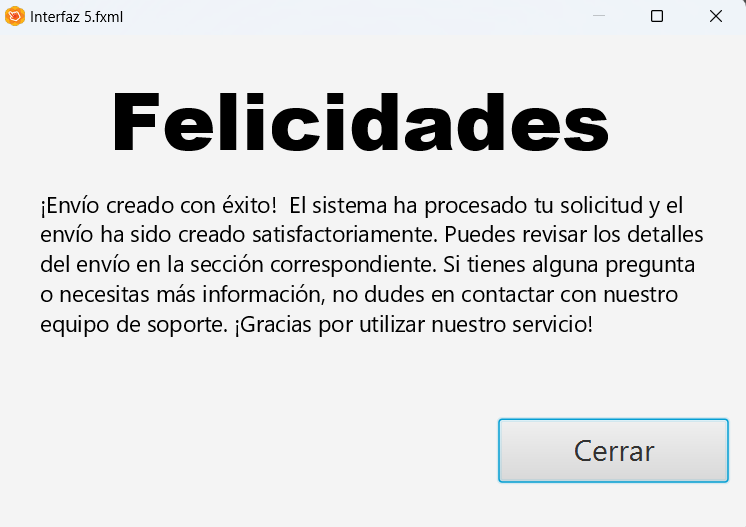 Interfaz 5.fxml
Felicidades
¡Envío creado con éxito!  El sistema ha procesado tu solicitud y el
envío ha sido creado satisfactoriamente. Puedes revisar los detalles
del envío en la sección correspondiente. Si tienes alguna pregunta
o necesitas más información, no dudes en contactar con nuestro
equipo de soporte. ¡Gracias por utilizar nuestro servicio!
Cerrar